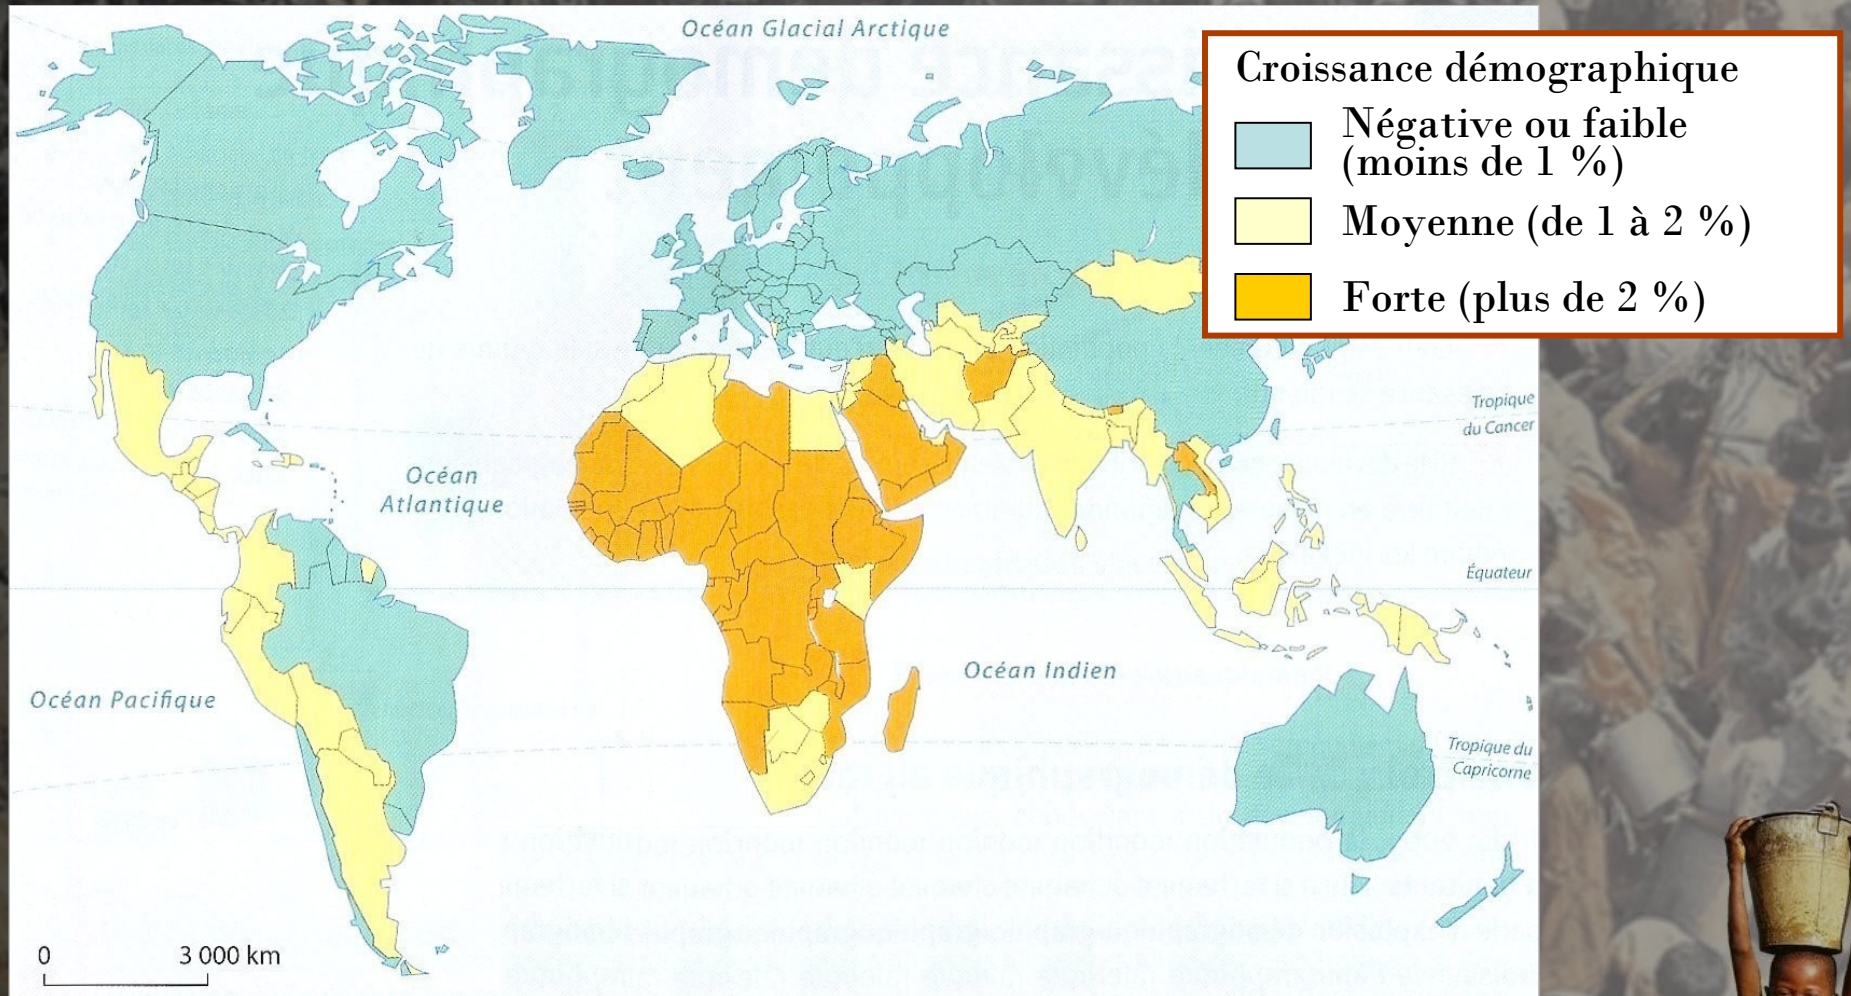 Océan Glacial Arctique
Croissance démographique
Négative ou faible
(moins de 1 %)
Moyenne (de 1 à 2 %)
Forte (plus de 2 %)
Tropique
du Cancer
Océan
Atlantique
Équateur
Océan Indien
Océan Pacifique
Tropique du
Capricorne
0 3 000 km